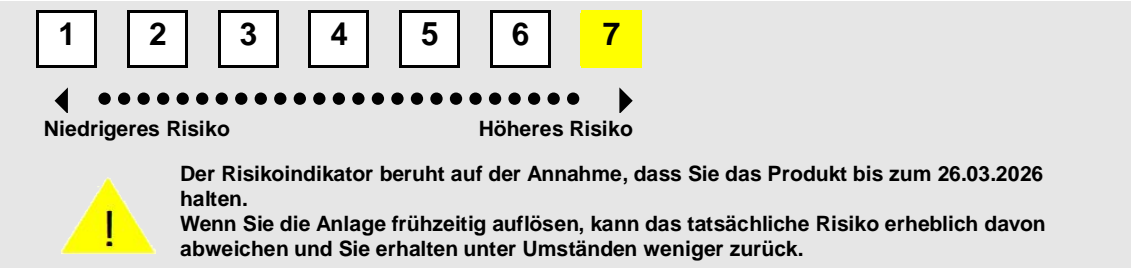 1 2 3 4 5 6 7
Niedrigeres Risiko Höheres Risiko
Der Risikoindikator beruht auf der Annahme, dass Sie das Produkt bis zum 26.03.2026
halten.
Wenn Sie die Anlage frühzeitig auflösen, kann das tatsächliche Risiko erheblich davon
abweichen und Sie erhalten unter Umständen weniger zurück.
!